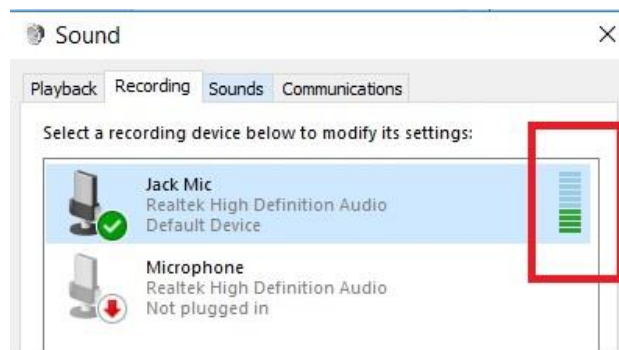 Sound
Playback Recording Sounds Communications
Select a recording device below to modify its settings:
Jack Mic
Realtek High Definition Audio
Default Device
Microphone
Realtek High Definition Audio
Not plugged in